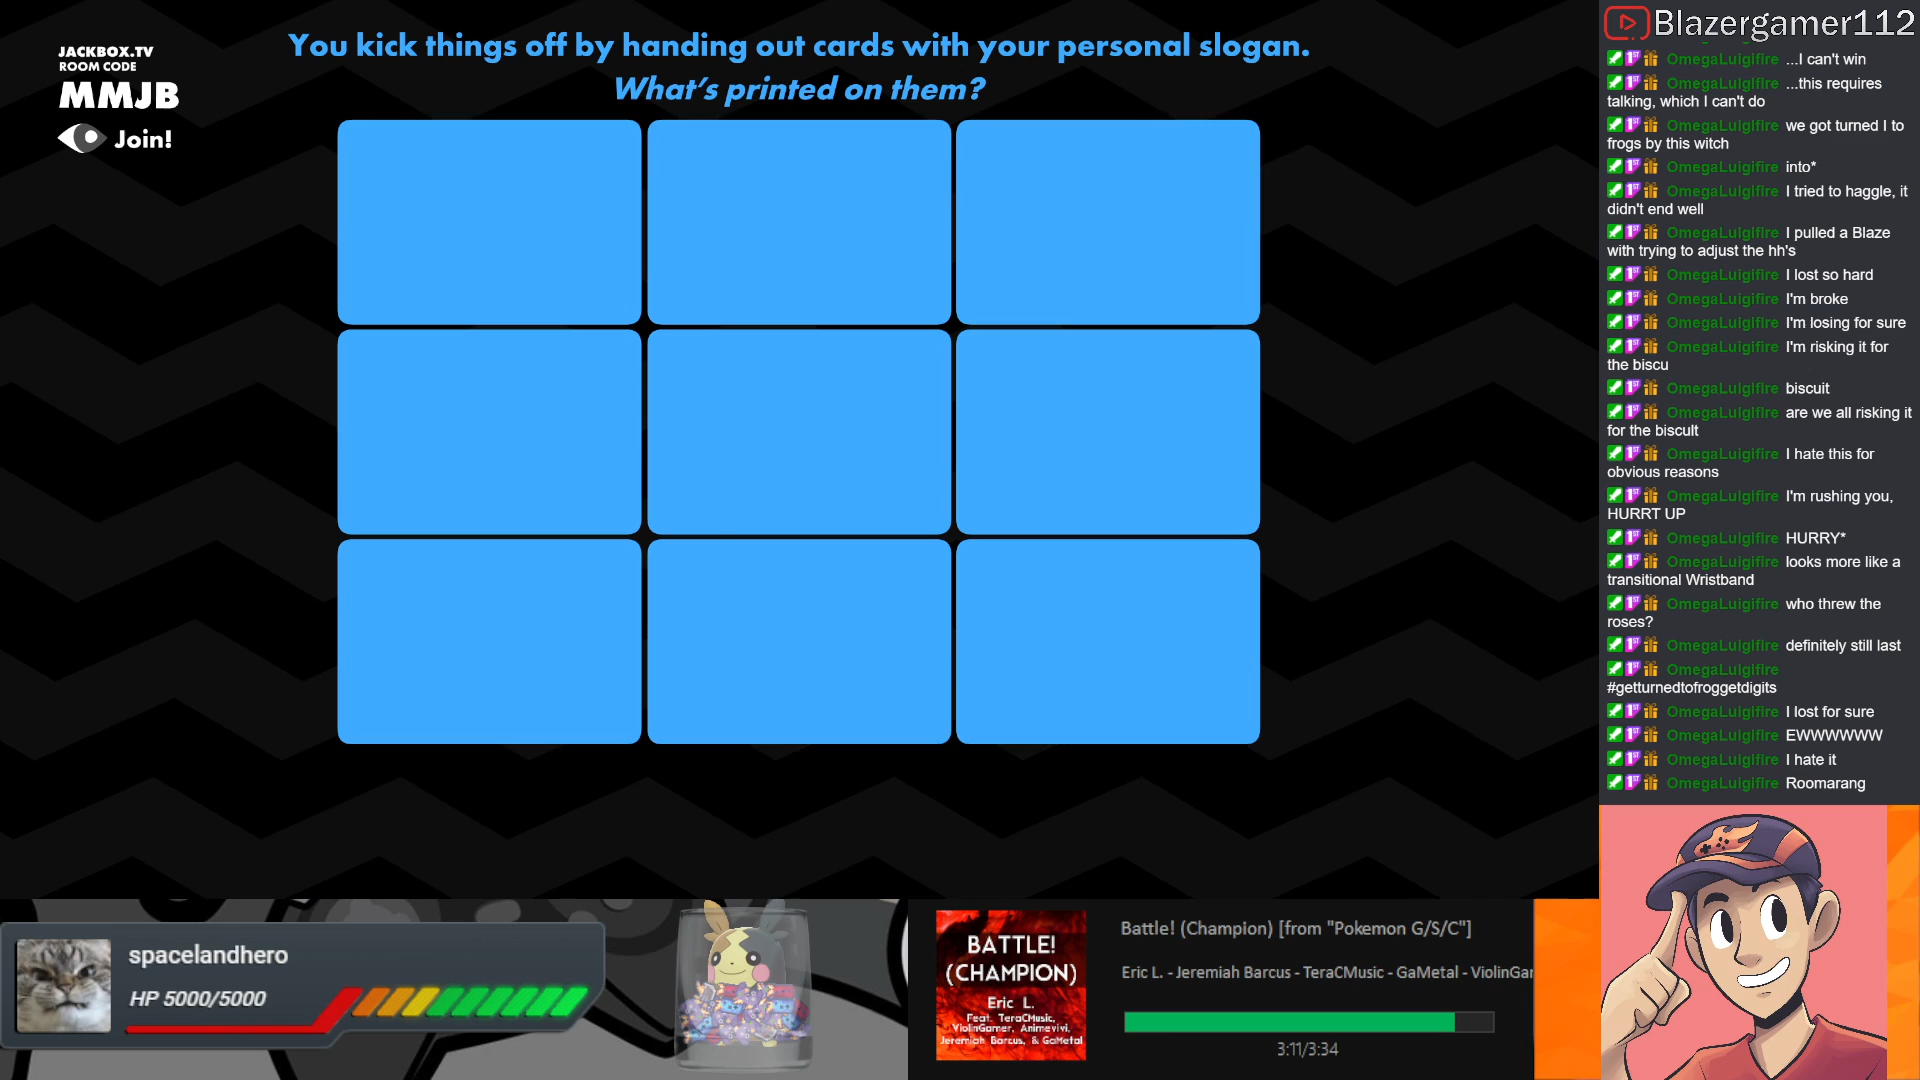 JACKBOX.TV
ROOM CODE
MMJB
Join!
You kick things off by handing out cards with your personal slogan.
What's printed on them?
Blazergamer112
OmegaLuigifire ...I can't win
OmegaLuigifire ...this requires
talking, which I can't do
OmegaLuigifire we got turned I to
frogs by this witch
OmegaLuigifire into*
OmegaLuigifire I tried to haggle, it
didn't end well
OmegaLuigifire I pulled a Blaze
with trying to adjust the hh's
OmegaLuigifire I lost so hard
OmegaLuigifire I'm broke
OmegaLuigifire I'm losing for sure
OmegaLuigifire I'm risking it for
the biscu
OmegaLuigifire biscuit
OmegaLuigifire are we all risking it
for the biscuIt
OmegaLuigifire I hate this for
obvious reasons
OmegaLuigifire I'm rushing you,
HURRT UP
OmegaLuigifire HURRY*
OmegaLuigifire looks more like a
transitional Wristband
OmegaLuigifire who threw the
roses?
OmegaLuigifire definitely still last
OmegaLuigifire
#getturnedtofroggetdigits
OmegaLuigifire I lost for sure
OmegaLuigifire EWWWWWW
OmegaLuigifire I hate it
OmegaLuigifire Roomarang
spacelandhero
HP 5000/5000
BATTLE!
(CHAMPION)
Eric L.
Feat. TeraCMusic,
ViolinGamer, Animevivi,
Jeremiah Barcus, & GaMetal
Battle! (Champion) [from "Pokemon G/S/C"]
Eric L. - Jeremiah Barcus - TeraCMusic - GaMetal - ViolinGar
3:11/3:34